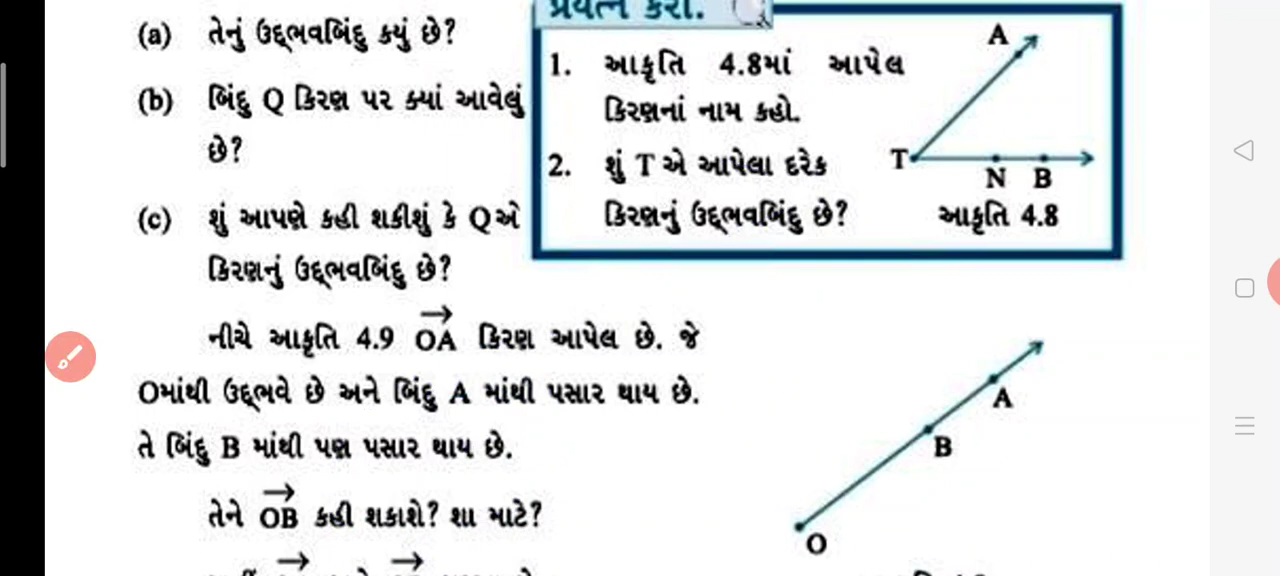 (a) તેનું ઉદ્ભવબિંદુ કયું છે?
(b) બિંદુ Q કિરણ પર ક્યાં આવેલું
છે?
(c) શું આપણે કહી શકીશું કે Qએ
કિરણનું ઉદ્ભવબિંદુ છે?
પ્રયત્ન કરો.
1. આકૃતિ 4.8માં આપેલ
કિરણનાં નામ કહો.
2. શું T એ આપેલા દરેક
કિરણનું ઉદ્ભવબિંદુ છે?
A
T
N B
આકૃતિ 4.8
નીચે આકૃતિ 4.9 OA કિરણ આપેલ છે. જે
Oમાંથી ઉદ્ભવે છે અને બિંદુ A માંથી પસાર થાય છે.
તે બિંદુ B માંથી પણ પસાર થાય છે.
તેને OB કહી શકાશે? શા માટે?
A
B
O